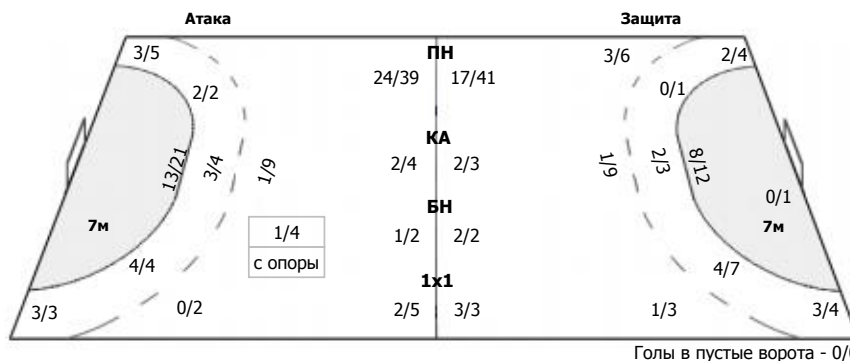 Атака Защита
3/5 ПН 3/6 2/4
24/39 17/41
2/2 0/1
КА
13/21 3/4 1/9 2/4 2/3 1/9 2/3 8/12
0/1
БН
7м 1/4 1/2 2/2 7м
с опоры
4/4 4/7
1x1
3/3 0/2 2/5 3/3 1/3 3/4
Голы в пустые ворота - 0/